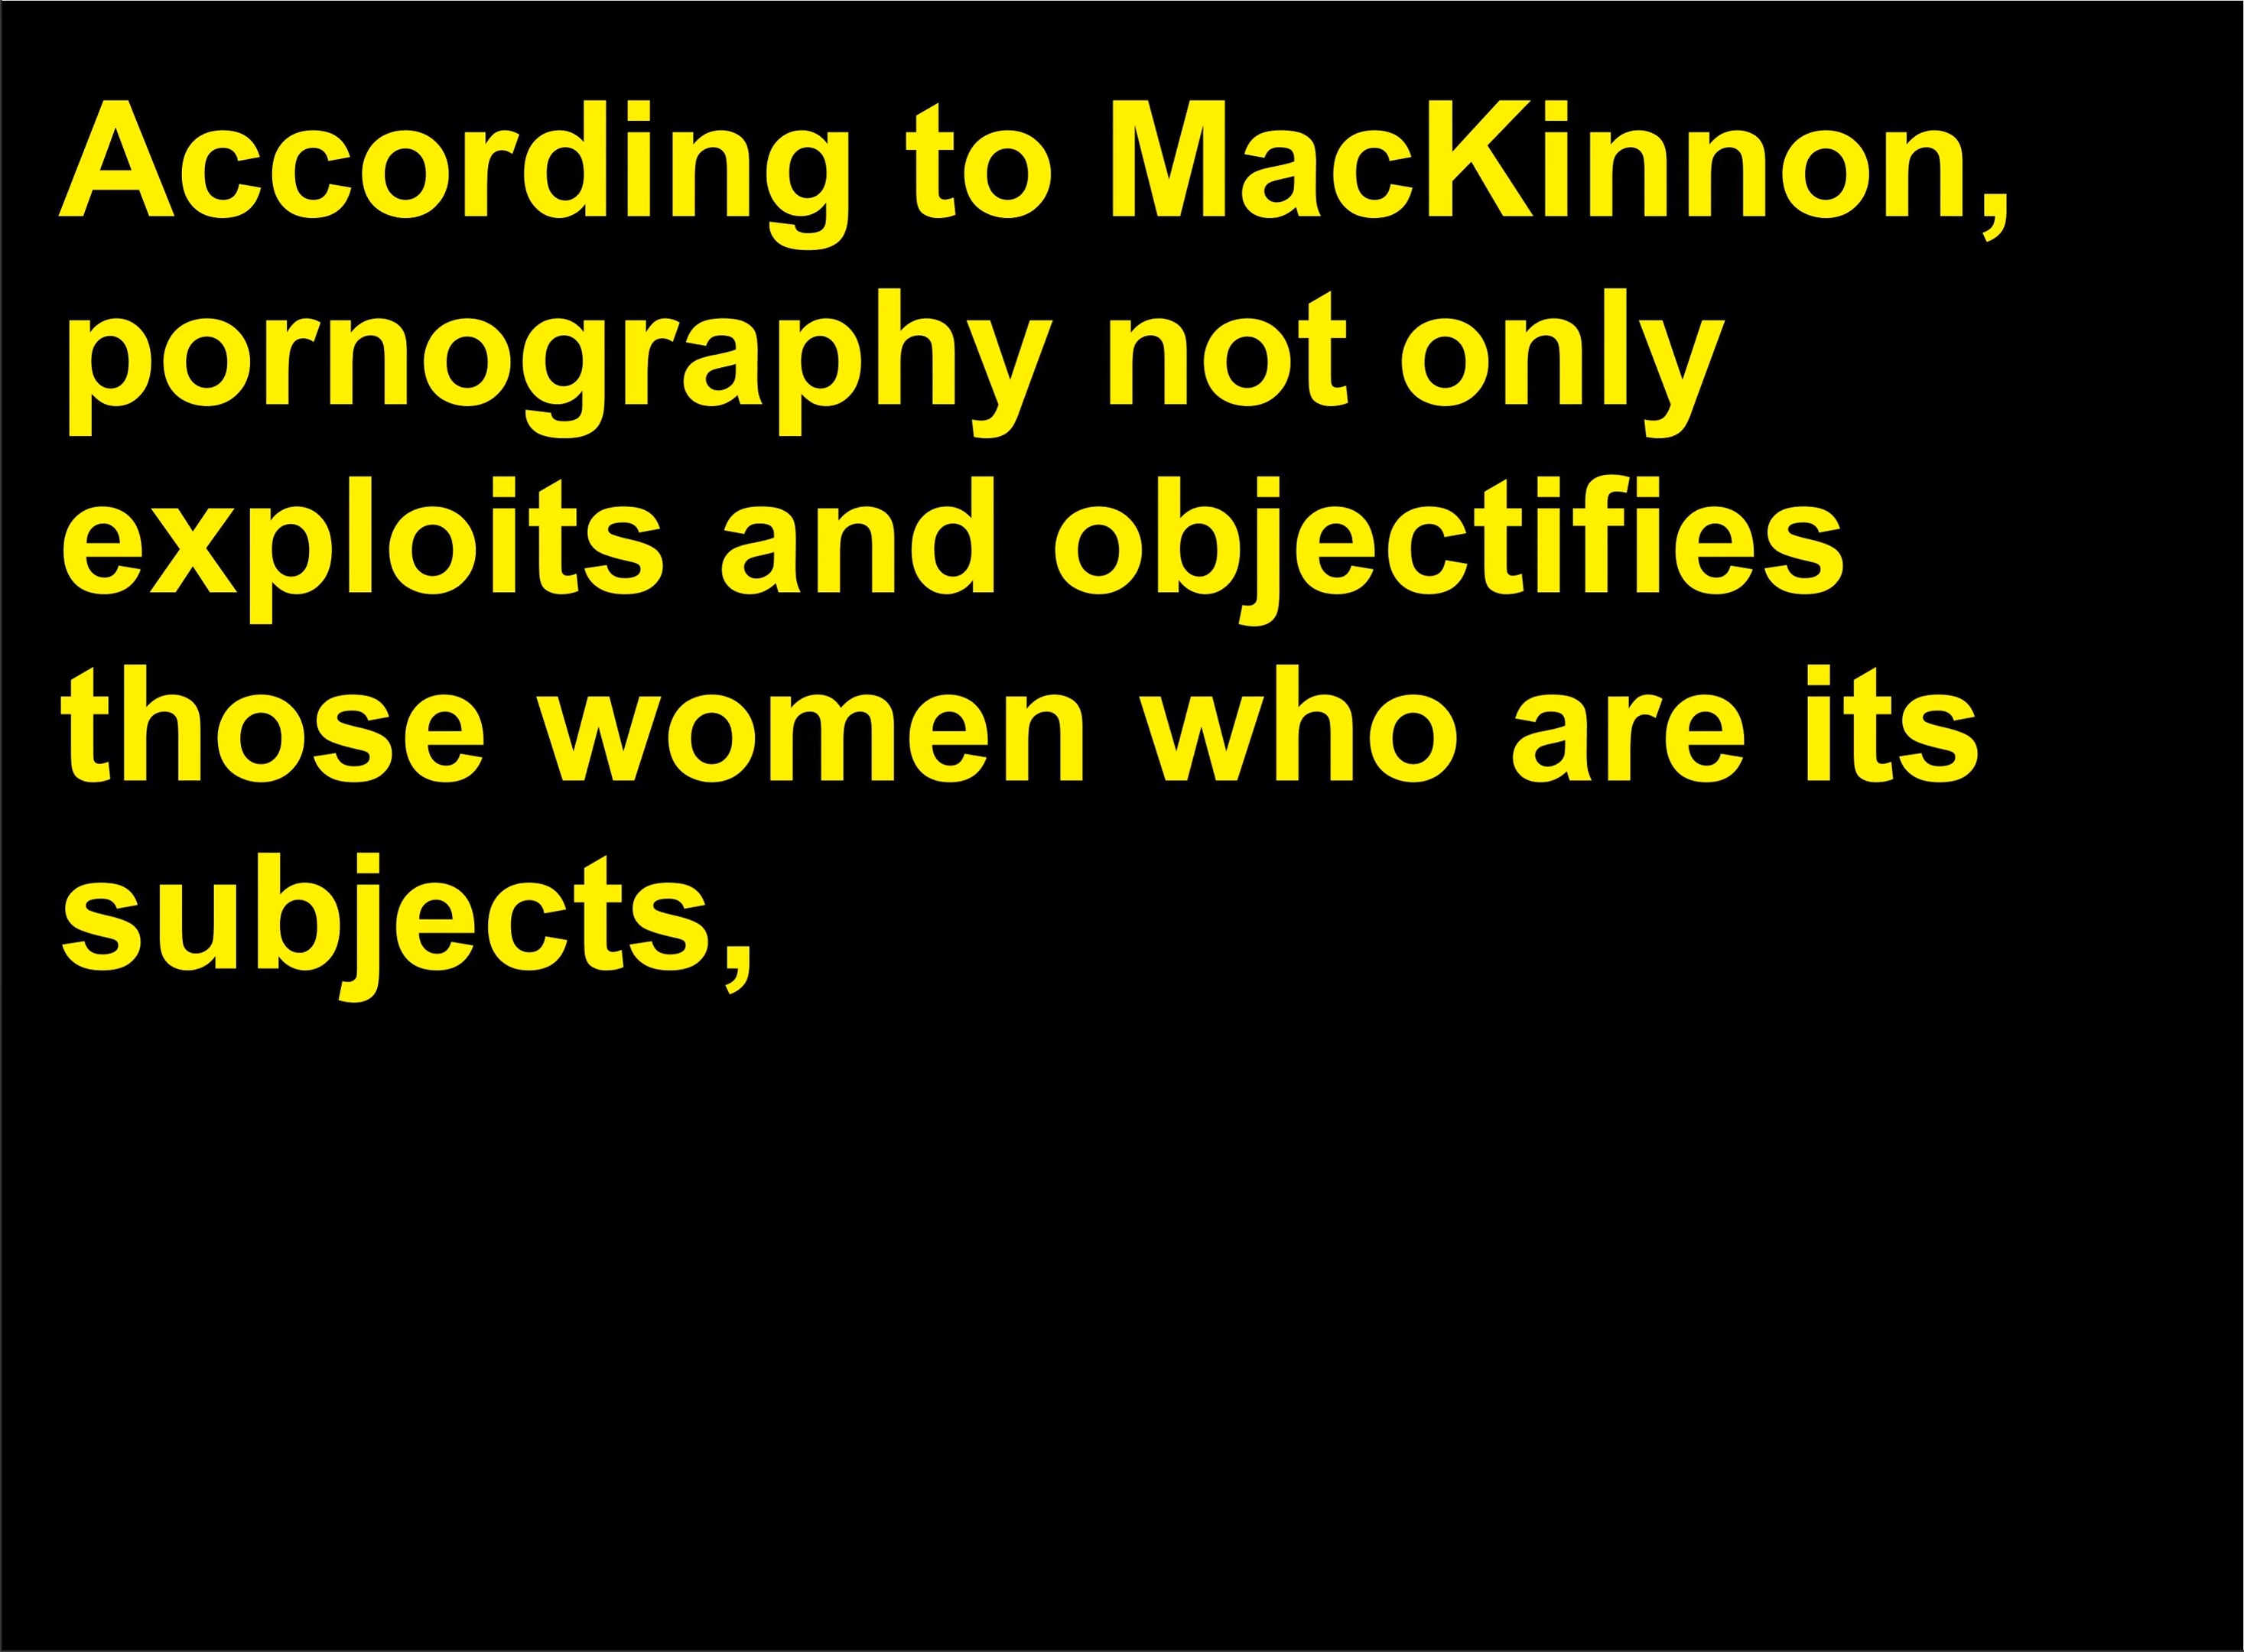 According to MacKinnon,
pornography not only
exploits and objectifies
those women who are its
subjects,